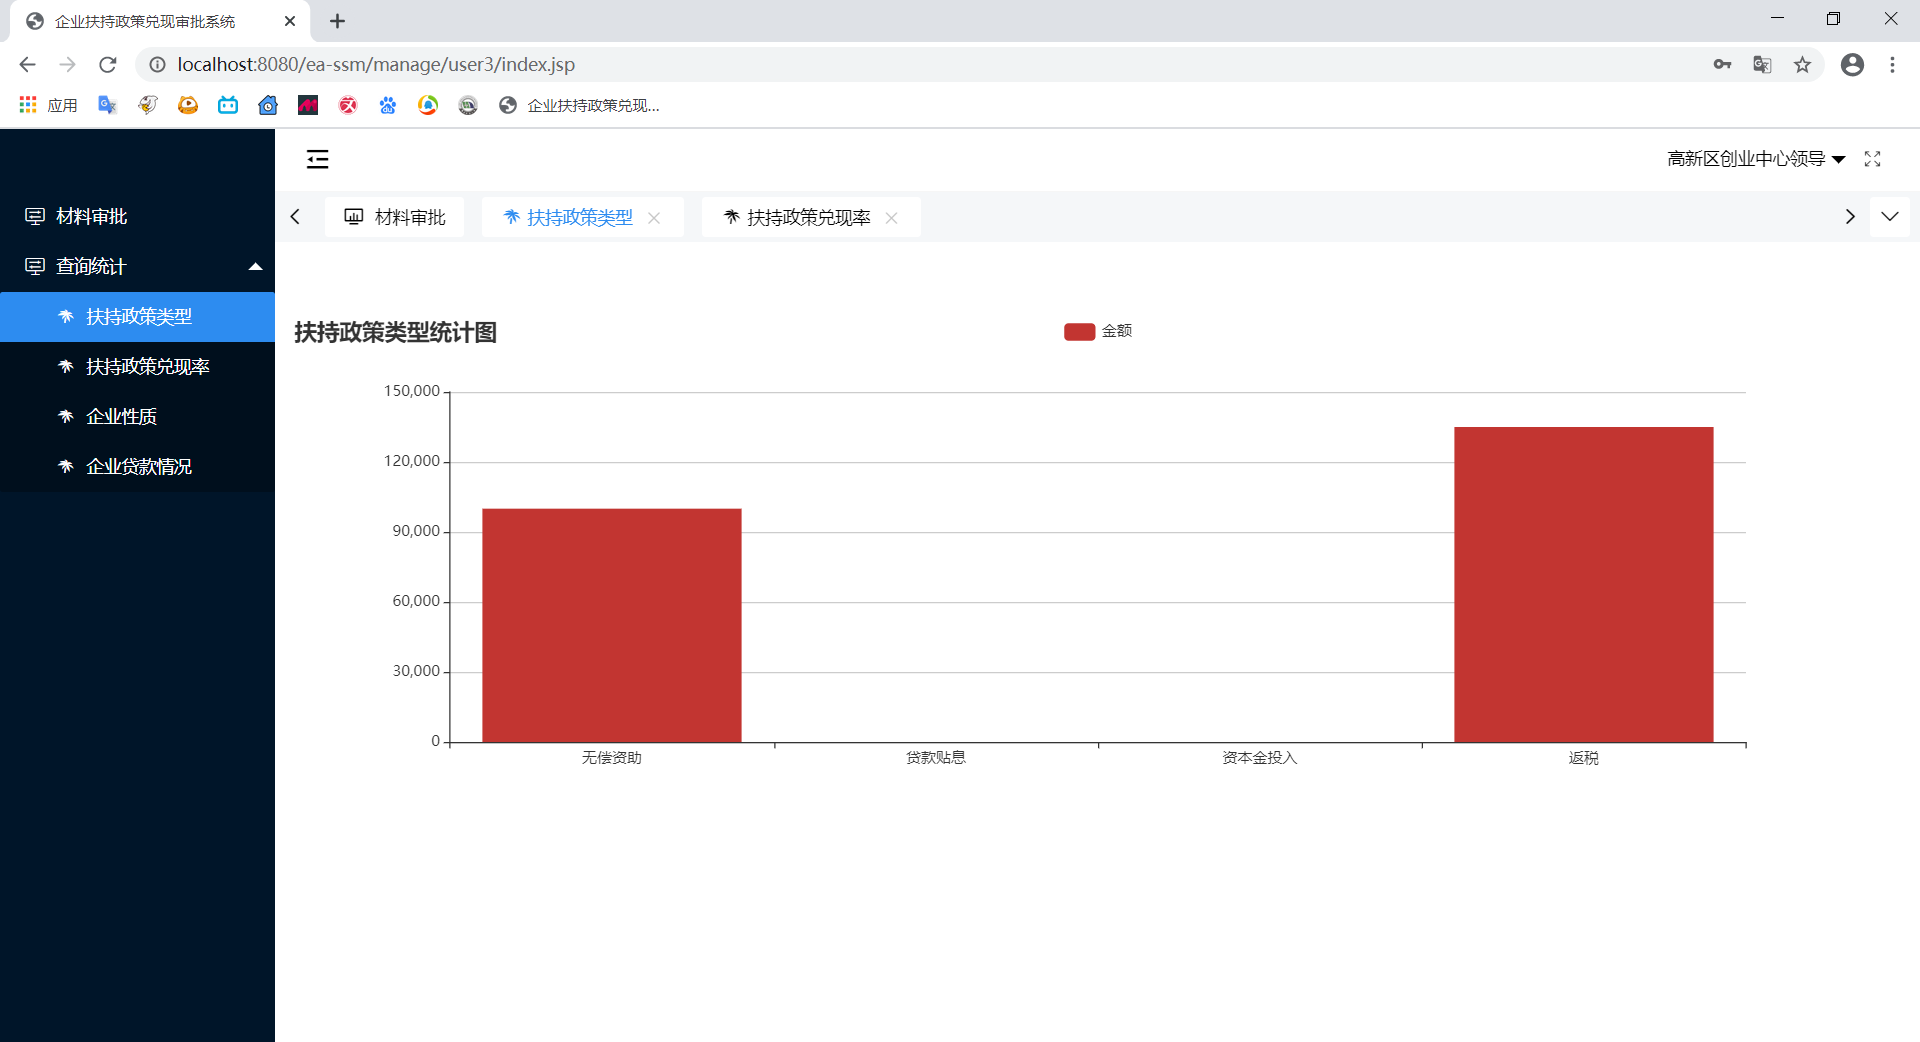 企业扶持政策兑现审批系统
localhost:8080/ea-ssm/manage/user3/index.jsp
应用
企业扶持政策兑现...
高新区创业中心领导
材料审批
查询统计
扶持政策类型
扶持政策兑现率
企业性质
企业贷款情况
材料审批
扶持政策类型
扶持政策兑现率
扶持政策类型统计图
金额
150,000
120,000
90,000
60,000
30,000
0
无偿资助
贷款贴息
资本金投入
返税